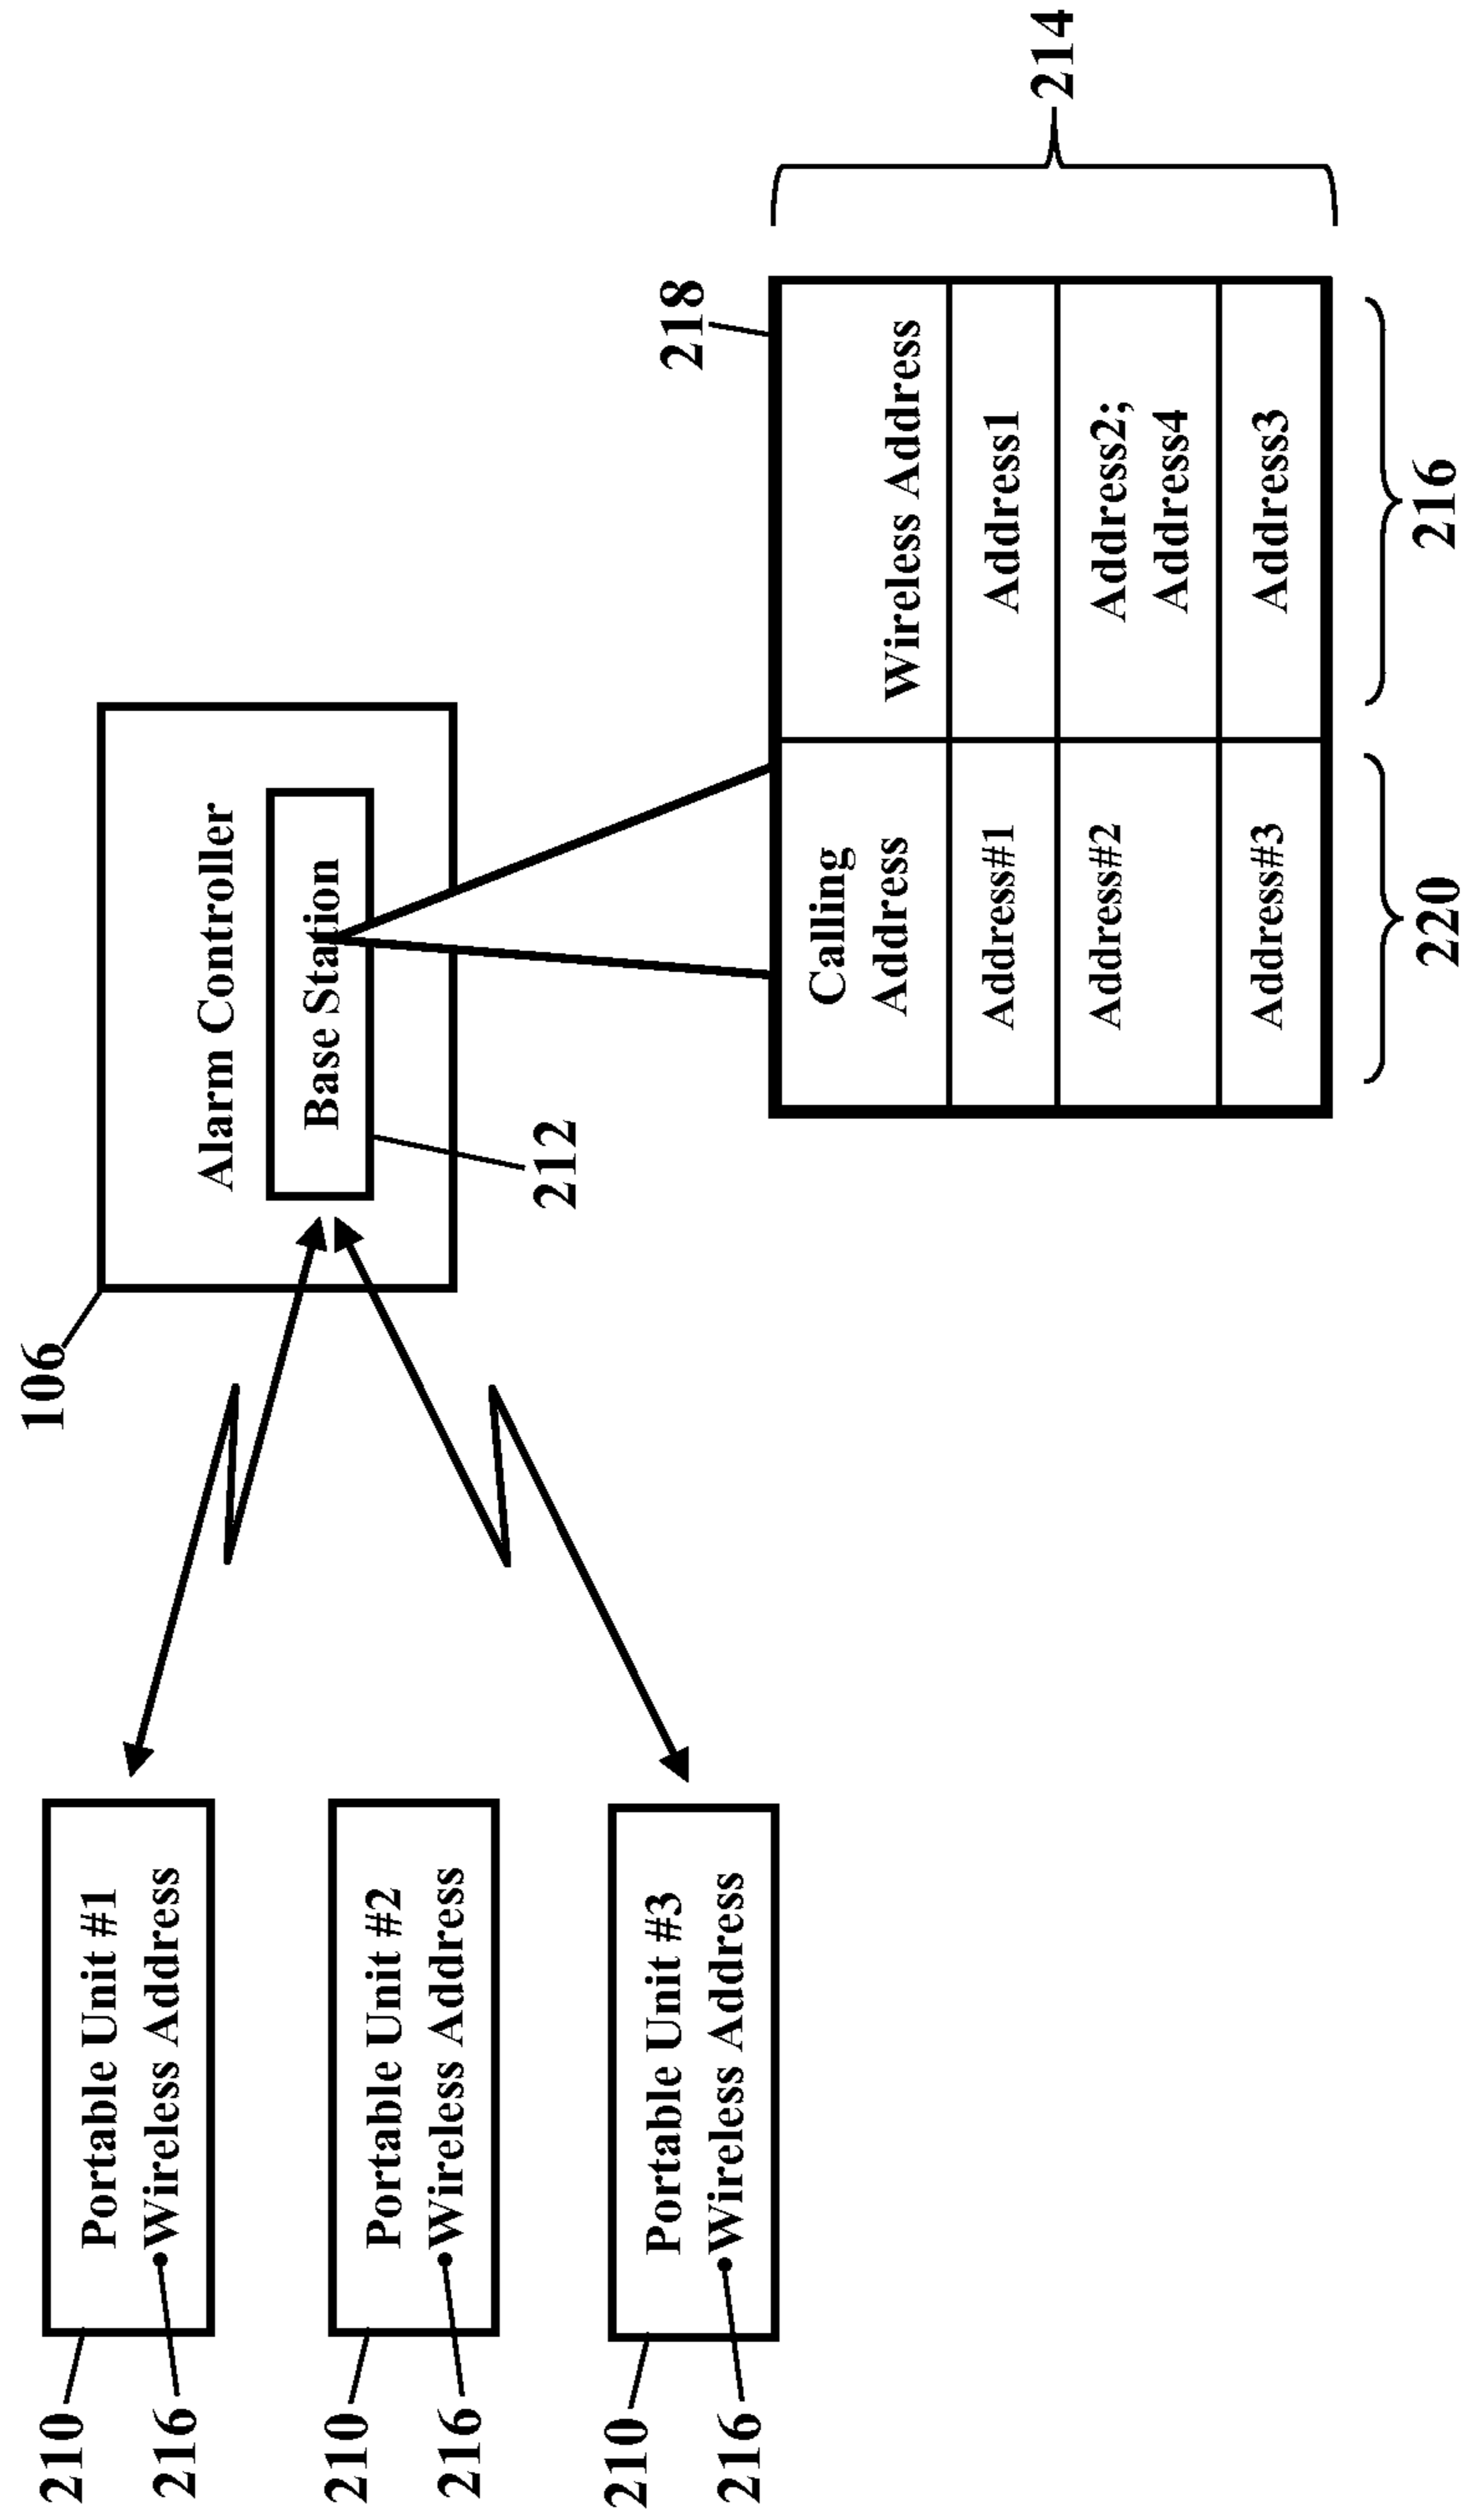 106
Alarm Controller
Base Station
212
210
Portable Unit #1
Wireless Address
216
210
Portable Unit #2
Wireless Address
216
210
Portable Unit #3
Wireless Address
216
218
Calling
Address
Wireless Address
Address#1
Address1
Address#2
Address2;
Address4
Address#3
Address3
214
220
216